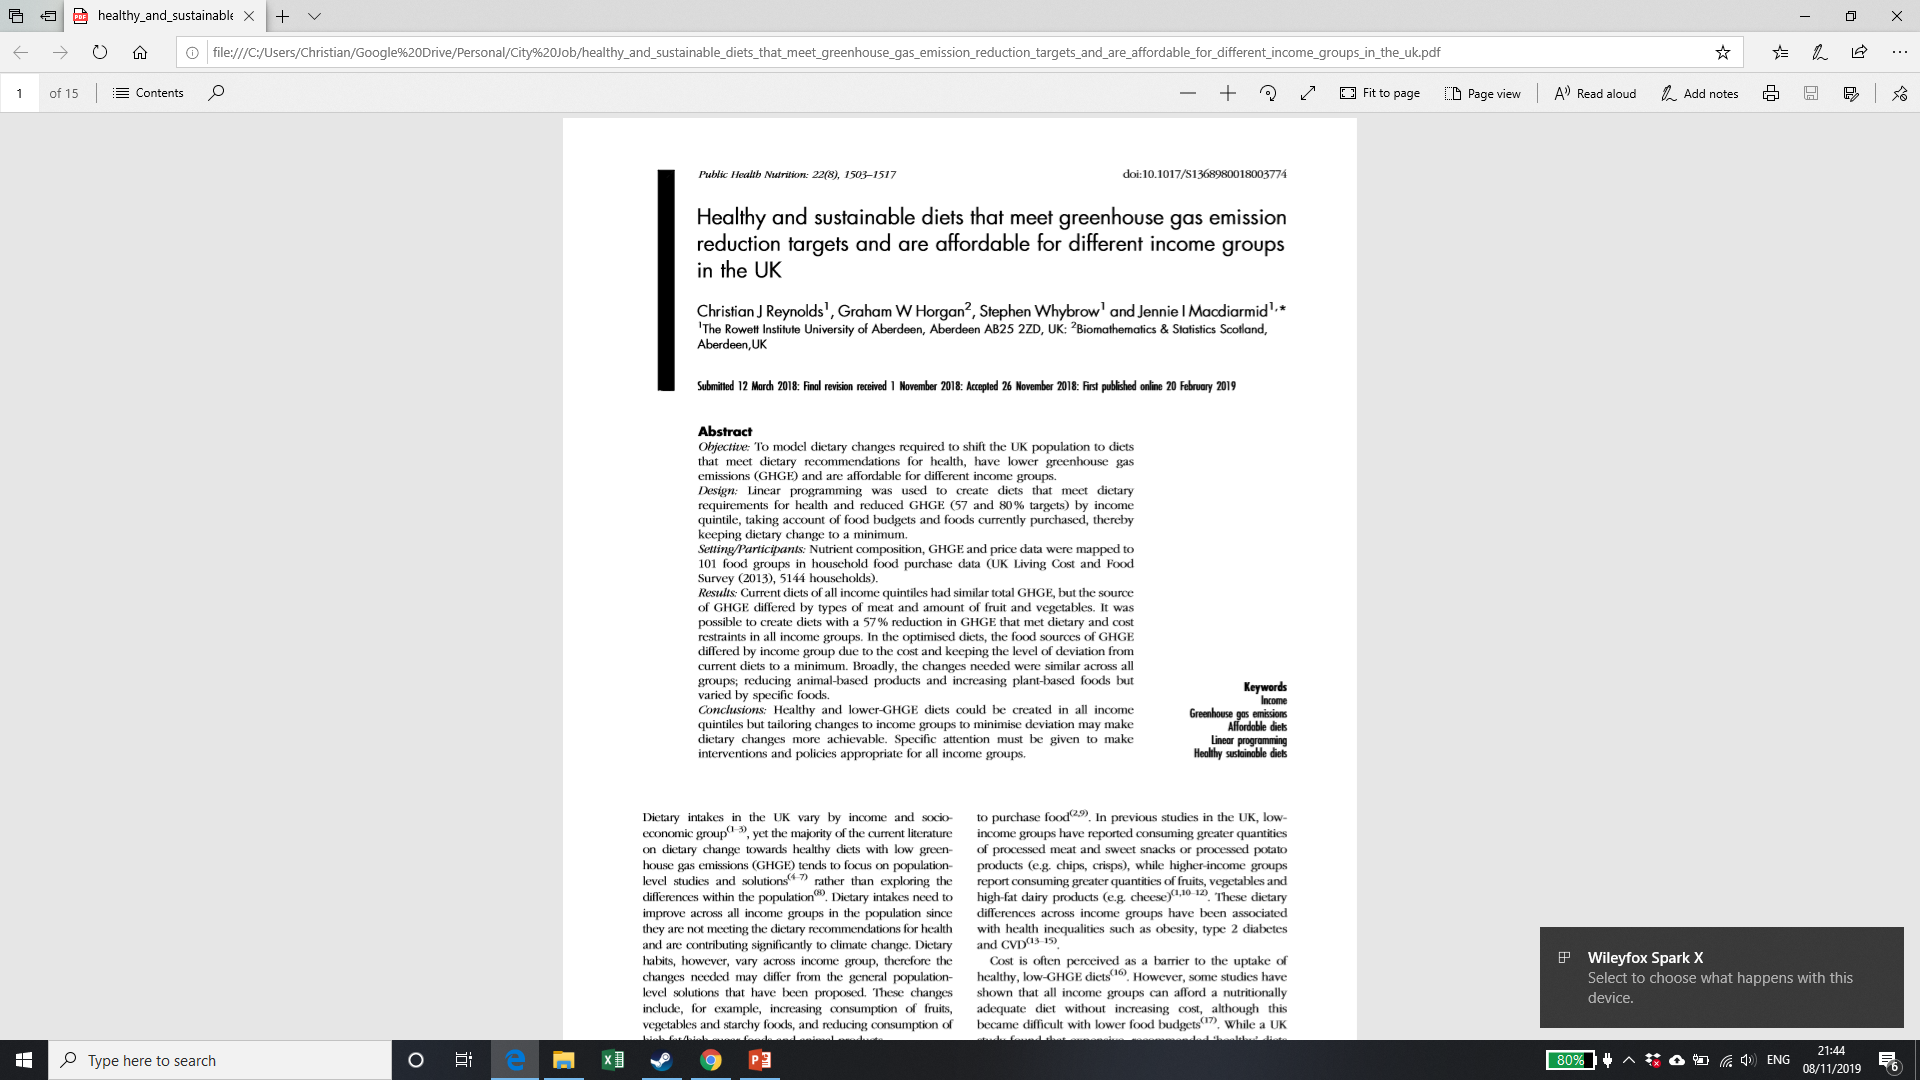 healthy_and_sustainable
file:///C:/Users/Christian/Google%20Drive/Personal/City%20Job/healthy_and_sustainable_diets_that_meet_greenhouse_gas_emission_reduction_targets_and_are_affordable_for_different_income_groups_in_the_uk.pdf
1 of 15 Contents Fit to page Page view Read aloud Add notes
Public Health Nutrition: 22(8), 1503–1517 doi:10.1017/S1368980018003774
Healthy and sustainable diets that meet greenhouse gas emission
reduction targets and are affordable for different income groups
in the UK
Christian J Reynolds1, Graham W Horgan2, Stephen Whybrow1 and Jennie I Macdiarmid1,*
1The Rowett Institute University of Aberdeen, Aberdeen AB25 2ZD, UK: 2Biomathematics & Statistics Scotland,
Aberdeen,UK
Submitted 12 March 2018: Final revision received 1 November 2018: Accepted 26 November 2018: First published online 20 February 2019
Abstract
Objective: To model dietary changes required to shift the UK population to diets
that meet dietary recommendations for health, have lower greenhouse gas
emissions (GHGE) and are affordable for different income groups.
Design: Linear programming was used to create diets that meet dietary
requirements for health and reduced GHGE (57 and 80 % targets) by income
quintile, taking account of food budgets and foods currently purchased, thereby
keeping dietary change to a minimum.
Setting/Participants: Nutrient composition, GHGE and price data were mapped to
101 food groups in household food purchase data (UK Living Cost and Food
Survey (2013), 5144 households).
Results: Current diets of all income quintiles had similar total GHGE, but the source
of GHGE differed by types of meat and amount of fruit and vegetables. It was
possible to create diets with a 57 % reduction in GHGE that met dietary and cost
restraints in all income groups. In the optimised diets, the food sources of GHGE
differed by income group due to the cost and keeping the level of deviation from
current diets to a minimum. Broadly, the changes needed were similar across all
groups; reducing animal-based products and increasing plant-based foods but
varied by specific foods.
Conclusions: Healthy and lower-GHGE diets could be created in all income
quintiles but tailoring changes to income groups to minimise deviation may make
dietary changes more achievable. Specific attention must be given to make
interventions and policies appropriate for all income groups.
Keywords
Income
Greenhouse gas emissions
Affordable diets
Linear programming
Healthy sustainable diets
Dietary intakes in the UK vary by income and socio-
economic group(1–3), yet the majority of the current literature
on dietary change towards healthy diets with low green-
house gas emissions (GHGE) tends to focus on population-
level studies and solutions(4–7) rather than exploring the
differences within the population(8). Dietary intakes need to
improve across all income groups in the population since
they are not meeting the dietary recommendations for health
and are contributing significantly to climate change. Dietary
habits, however, vary across income group, therefore the
changes needed may differ from the general population-
level solutions that have been proposed. These changes
include, for example, increasing consumption of fruits,
vegetables and starchy foods, and reducing consumption of
high-fat/high-sugar foods and animal products.
to purchase food(2,9). In previous studies in the UK, low-
income groups have reported consuming greater quantities
of processed meat and sweet snacks or processed potato
products (e.g. chips, crisps), while higher-income groups
report consuming greater quantities of fruits, vegetables and
high-fat dairy products (e.g. cheese)(1,10–12). These dietary
differences across income groups have been associated
with health inequalities such as obesity, type 2 diabetes
and CVD(13–15).
Cost is often perceived as a barrier to the uptake of
healthy, low-GHGE diets(16). However, some studies have
shown that all income groups can afford a nutritionally
adequate diet without increasing cost, although this
became difficult with lower food budgets(17). While a UK
study found that expensive, recommended 'healthy' diets
Wileyfox Spark X
Select to choose what happens with this
device.
Type here to search
80%
ENG
21:44
08/11/2019
6